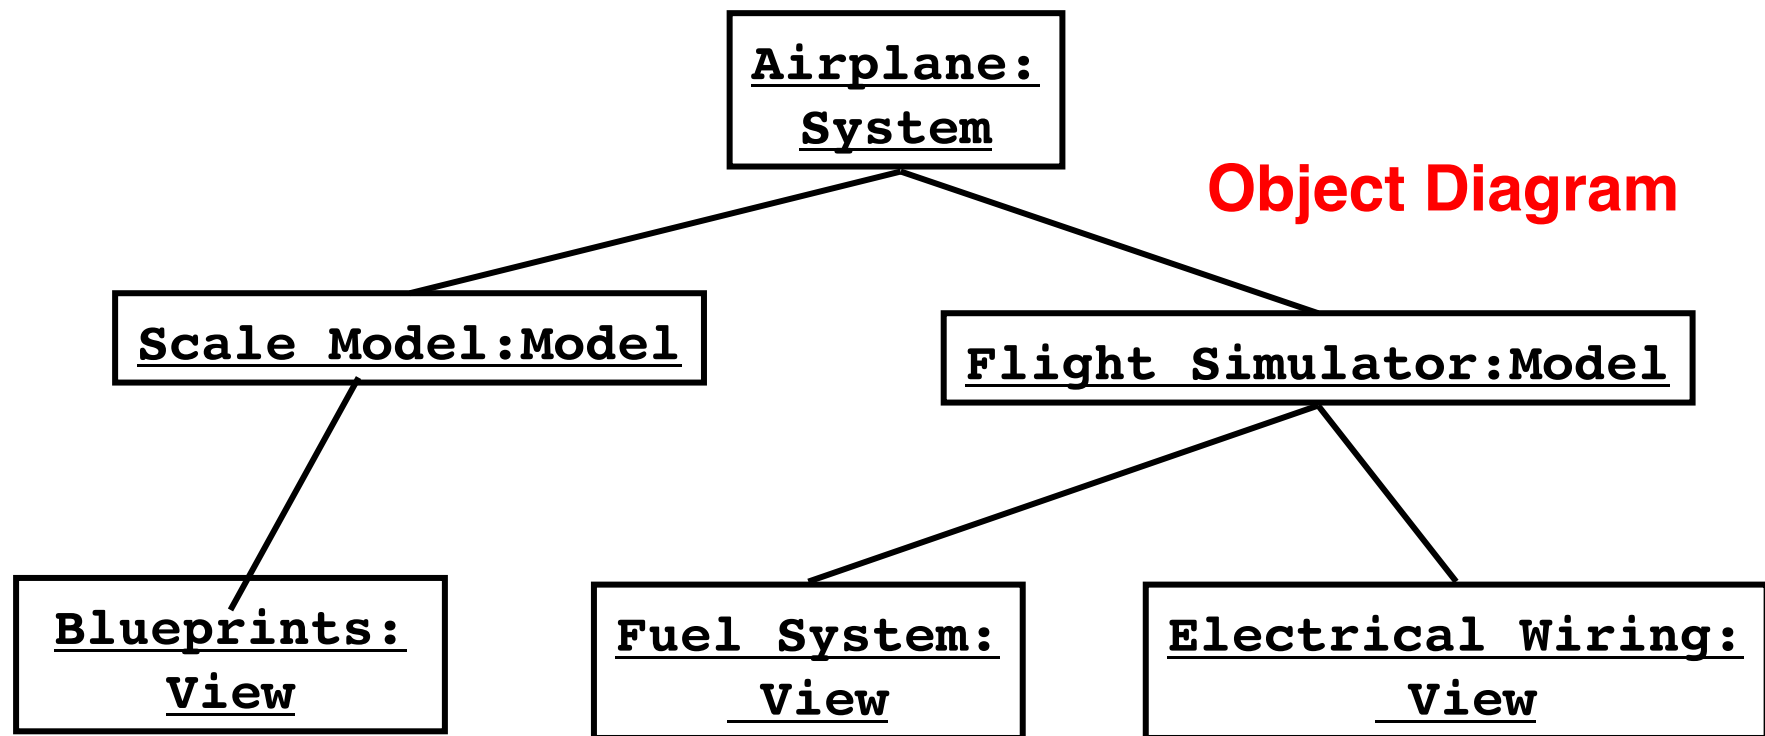 Airplane:
System
Object Diagram
Scale Model:Model
Flight Simulator:Model
Blueprints:
View
Fuel System:
View
Electrical Wiring:
View